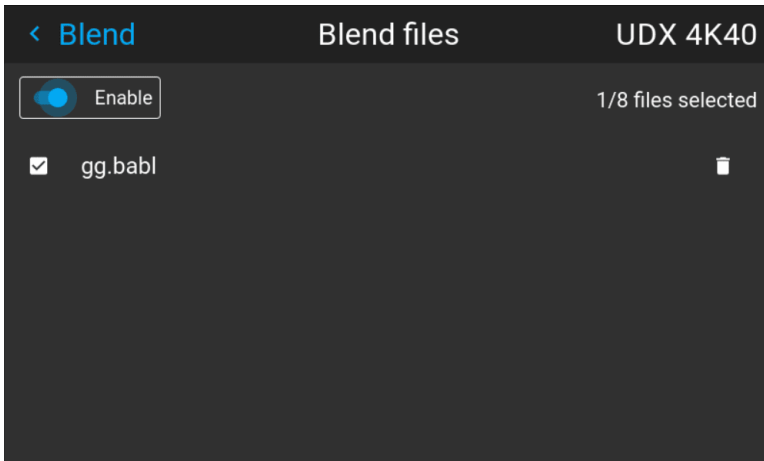 Blend
Blend files
UDX 4K40
Enable
1/8 files selected
gg.babl